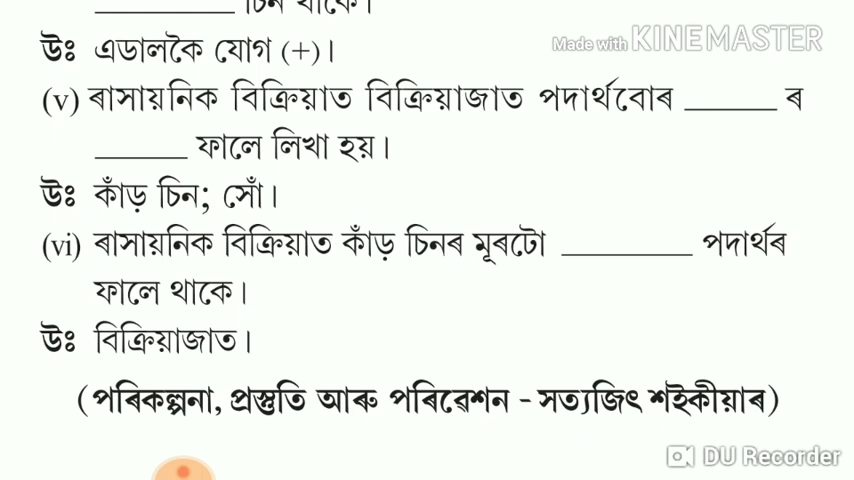 ________ চিন থাকে।
উঃ এডালকৈ যোগ (+)।
Made with KINEMASTER
(v) ৰাসায়নিক বিক্ৰিয়াত বিক্ৰিয়াজাত পদাৰ্থবোৰ ______ ৰ
______ ফালে লিখা হয়।
উঃ কাঁড় চিন; সোঁ।
(vi) ৰাসায়নিক বিক্ৰিয়াত কাঁড় চিনৰ মূৰটো ________ পদাৰ্থৰ
ফালে থাকে।
উঃ বিক্ৰিয়াজাত।
(পৰিকল্পনা, প্ৰস্তুতি আৰু পৰিৱেশন - সত্যজিৎ শইকীয়াৰ)
DU Recorder